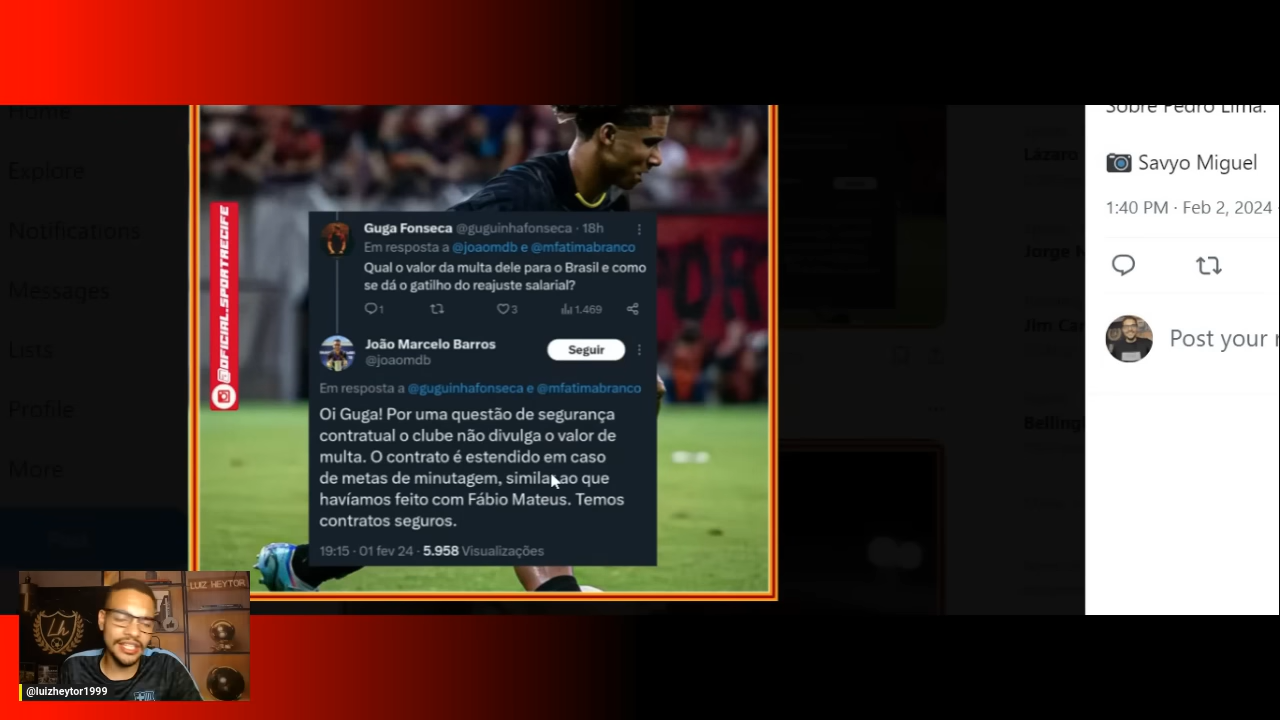 Home
Explore
Notifications
Messages
Lists
Profile
More
@OFICIAL.SPORTRECIFE
Guga Fonseca @guguinhafonseca · 18h
Em resposta a @joaomdb e @mfatimabranco
Qual o valor da multa dele para o Brasil e como
se dá o gatilho do reajuste salarial?
1
3
1.469
João Marcelo Barros
@joaomdb
Seguir
Em resposta a @guguinhafonseca e @mfatimabranco
Oi Guga! Por uma questão de segurança
contratual o clube não divulga o valor de
multa. O contrato é estendido em caso
de metas de minutagem, similar ao que
havíamos feito com Fábio Mateus. Temos
contratos seguros.
19:15 · 01 fev 24 · 5.958 Visualizações
Lázaro
Jorge
Jim
Belling
Sobre Pedro Lima.
Savyo Miguel
1:40 PM · Feb 2, 2024
Post your
LUIZ HEYTOR
Lh
@luizheytor1999